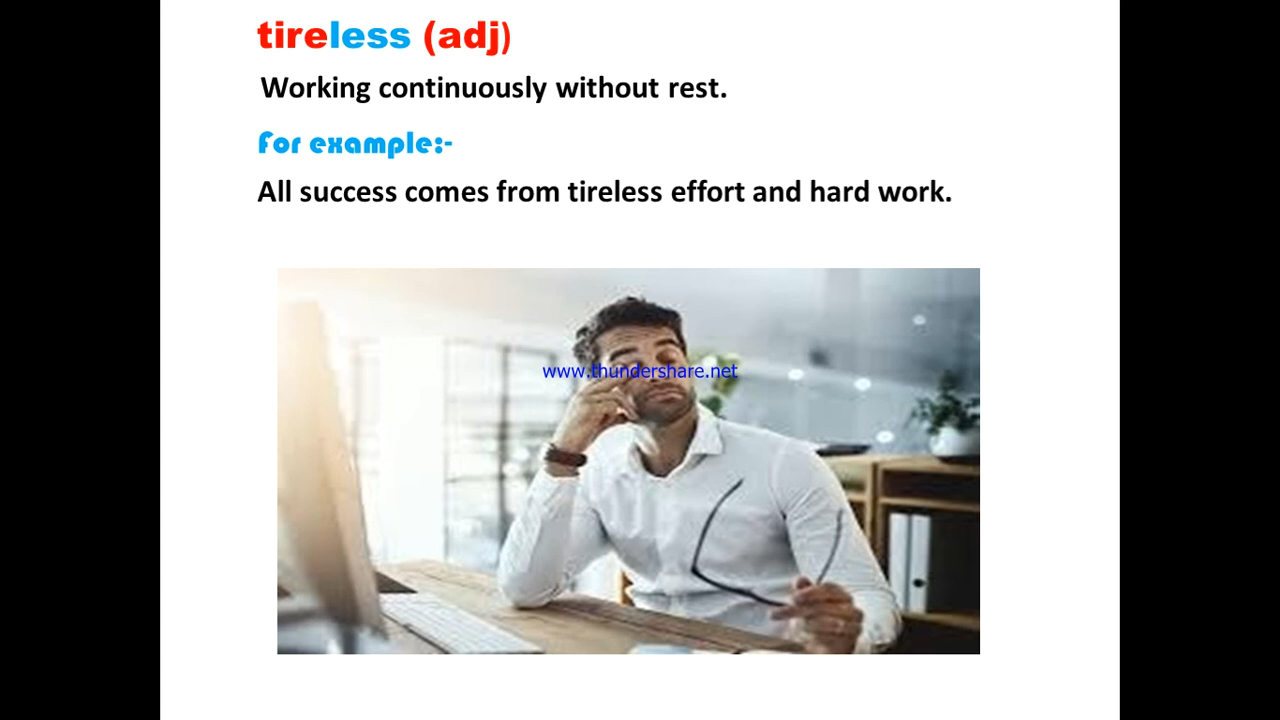 tireless (adj)
Working continuously without rest.
For example:-
All success comes from tireless effort and hard work.
www.thundershare.net